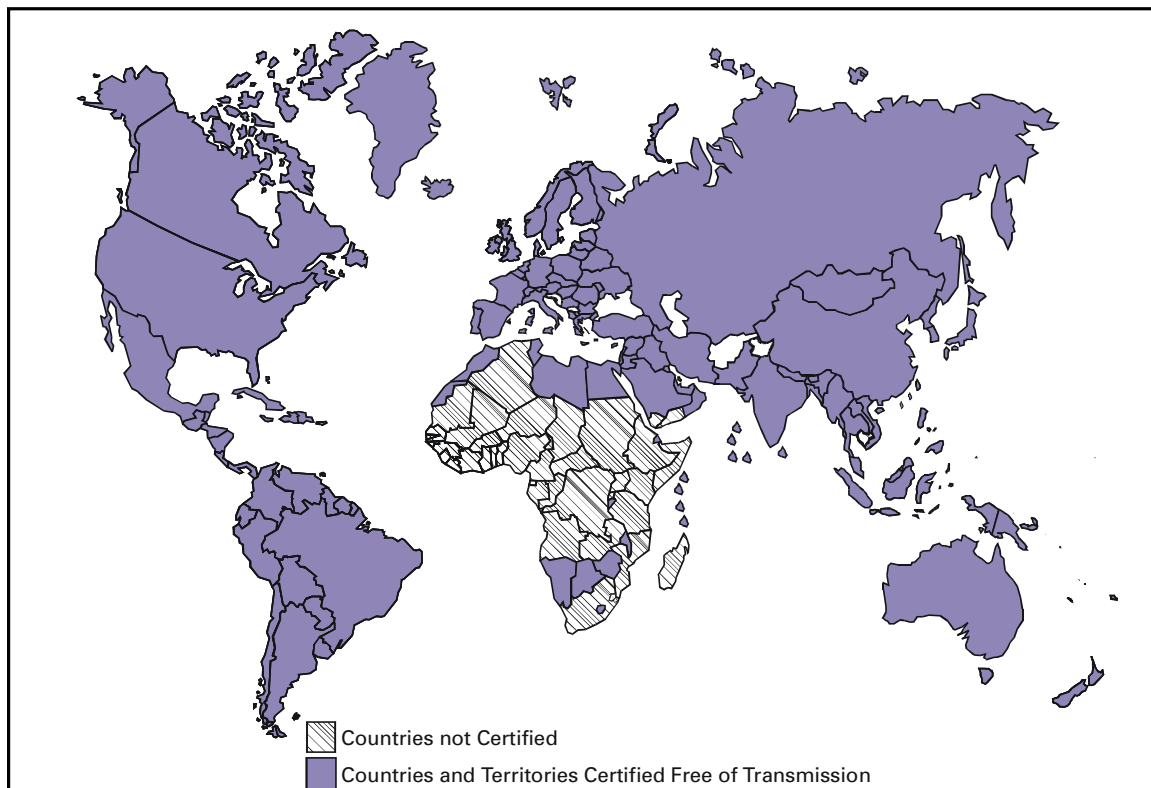 Countries not Certified
Countries and Territories Certified Free of Transmission